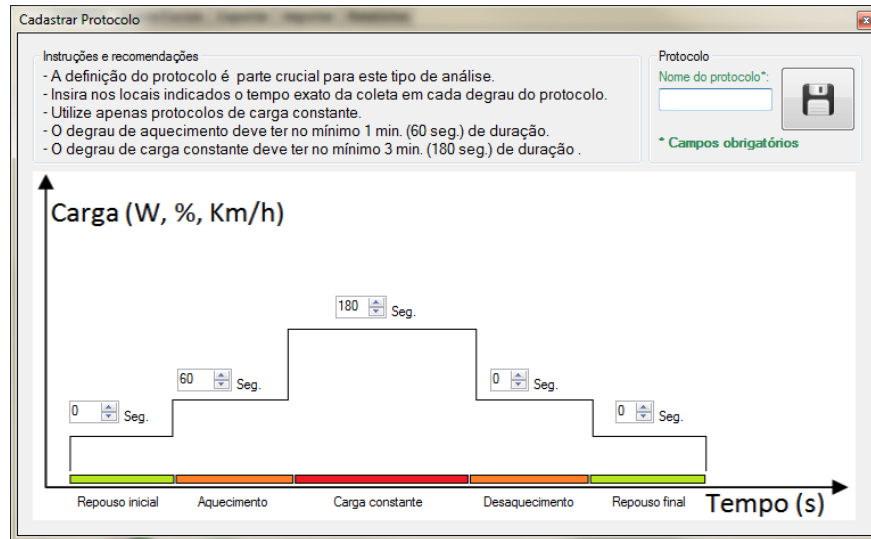 Cadastrar Protocolo
Instruções e recomendações
- A definição do protocolo é parte crucial para este tipo de análise.
- Insira nos locais indicados o tempo exato da coleta em cada degrau do protocolo.
- Utilize apenas protocolos de carga constante.
- O degrau de aquecimento deve ter no mínimo 1 min. (60 seg.) de duração.
- O degrau de carga constante deve ter no mínimo 3 min. (180 seg.) de duração .
Protocolo
Nome do protocolo*:
* Campos obrigatórios
Carga (W, %, Km/h)
180 Seg.
60 Seg.
0 Seg.
0 Seg.
0 Seg.
Repouso inicial
Aquecimento
Carga constante
Desaquecimento
Repouso final
Tempo (s)